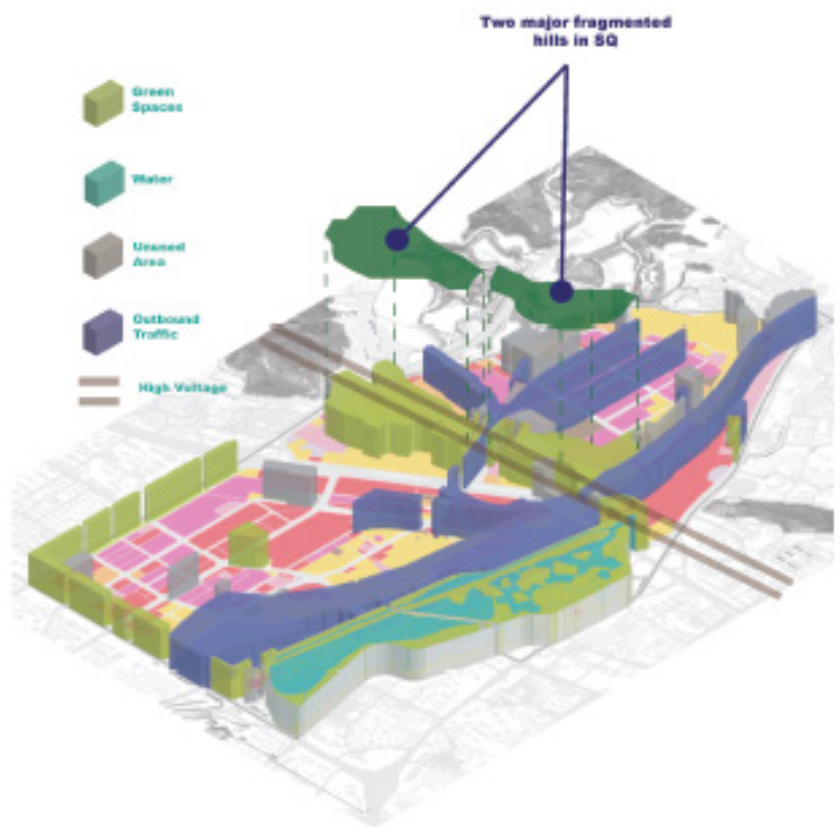 Two major fragmented
hills in SQ
Green
Spaces
Water
Unused
Area
Outbound
Traffic
High Voltage